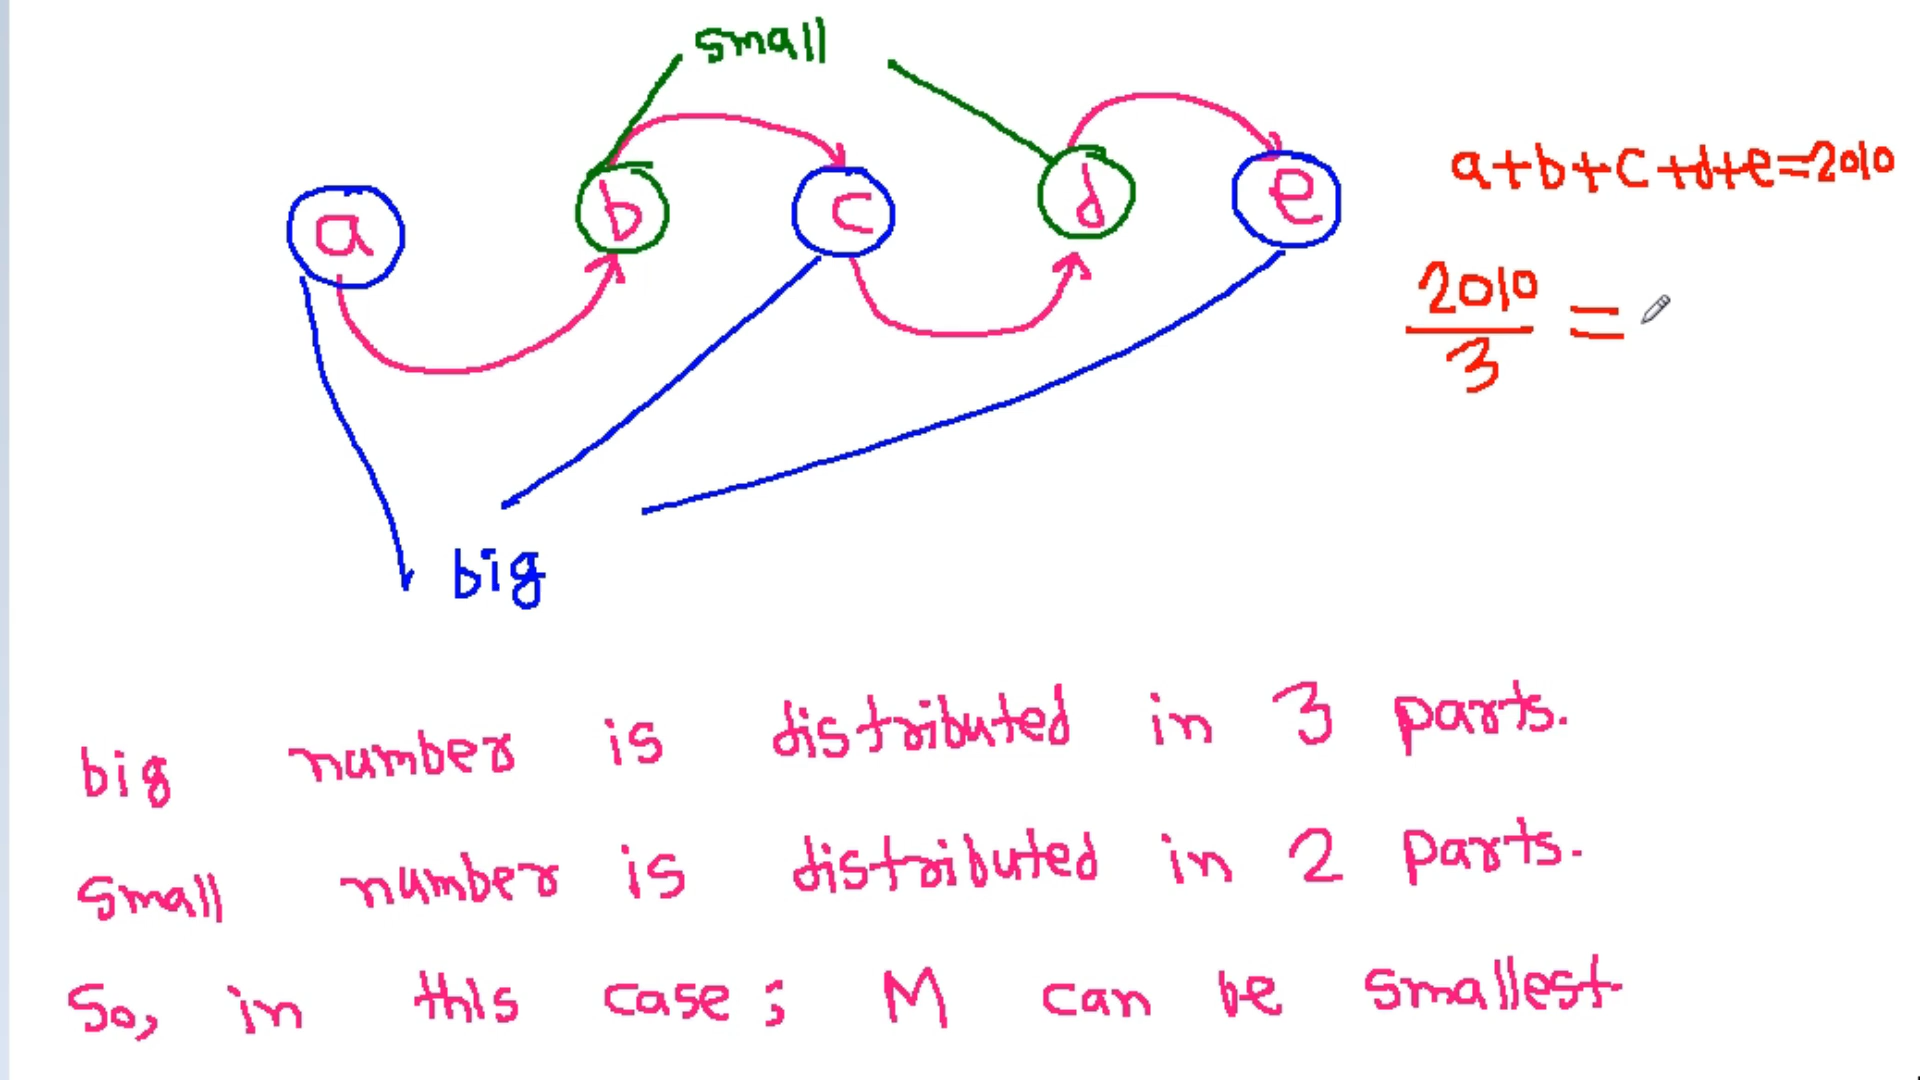 small
a b c d e
a+b+c+d+e=2010
2010/3 =
big
big number is distributed in 3 parts.
small number is distributed in 2 parts.
So, in this case; M can be smallest